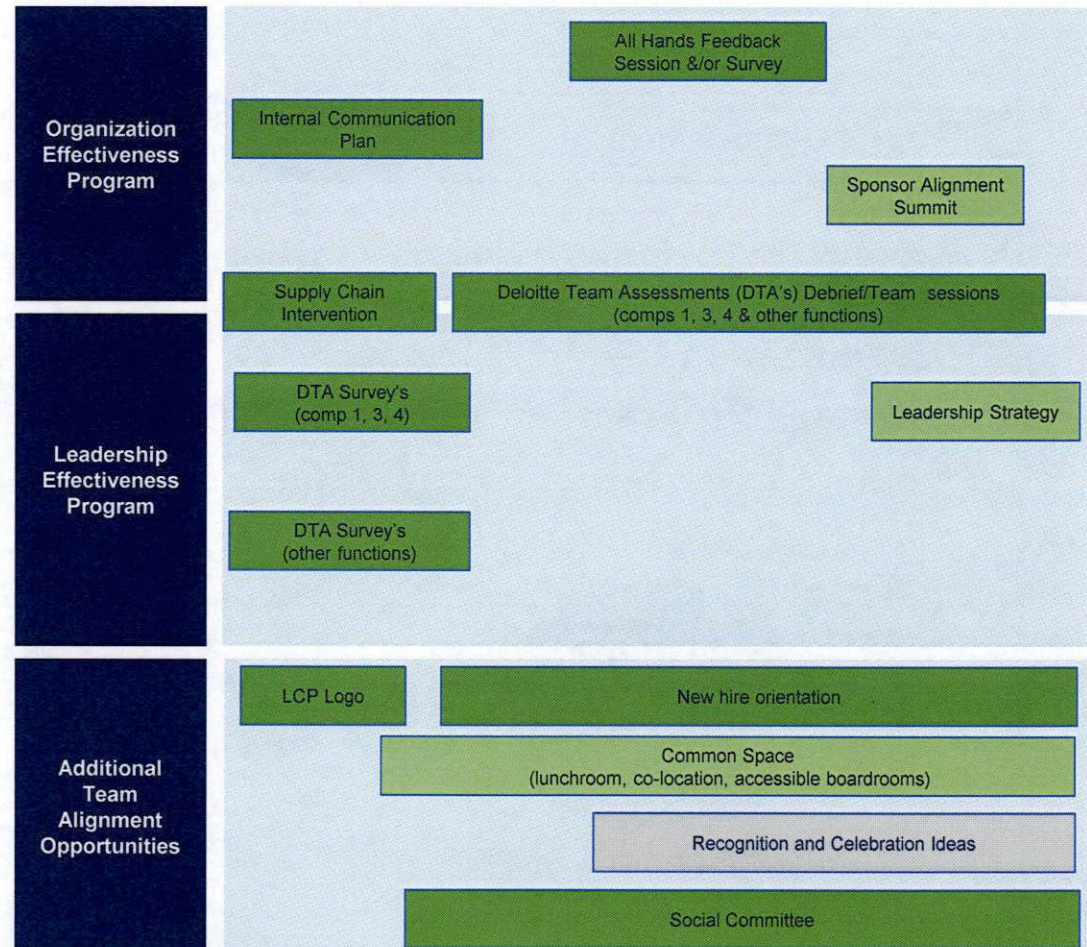 Organization
Effectiveness
Program
All Hands Feedback
Session &/or Survey
Internal Communication
Plan
Sponsor Alignment
Summit
Supply Chain
Intervention
Deloitte Team Assessments (DTA's) Debrief/Team sessions
(comps 1, 3, 4 & other functions)
Leadership
Effectiveness
Program
DTA Survey's
(comp 1, 3, 4)
Leadership Strategy
DTA Survey's
(other functions)
Additional
Team
Alignment
Opportunities
LCP Logo
New hire orientation
Common Space
(lunchroom, co-location, accessible boardrooms)
Recognition and Celebration Ideas
Social Committee